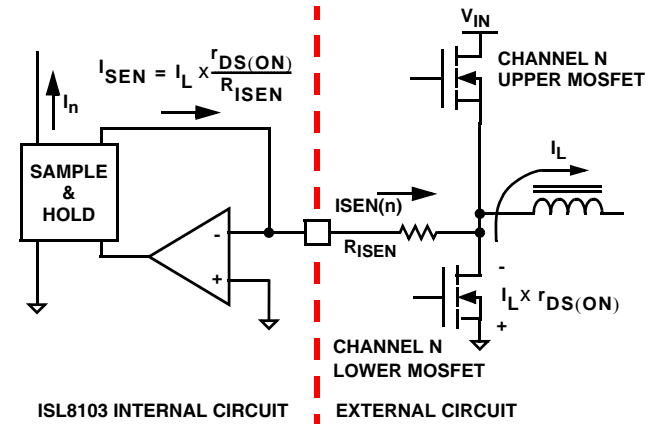 V_IN
CHANNEL N
UPPER MOSFET
I_SEN = I_L x r_DS(ON) / R_ISEN
I_n
SAMPLE
&
HOLD
-
+
ISEN(n)
R_ISEN
I_L
-
I_L x r_DS(ON)
+
CHANNEL N
LOWER MOSFET
ISL8103 INTERNAL CIRCUIT
EXTERNAL CIRCUIT